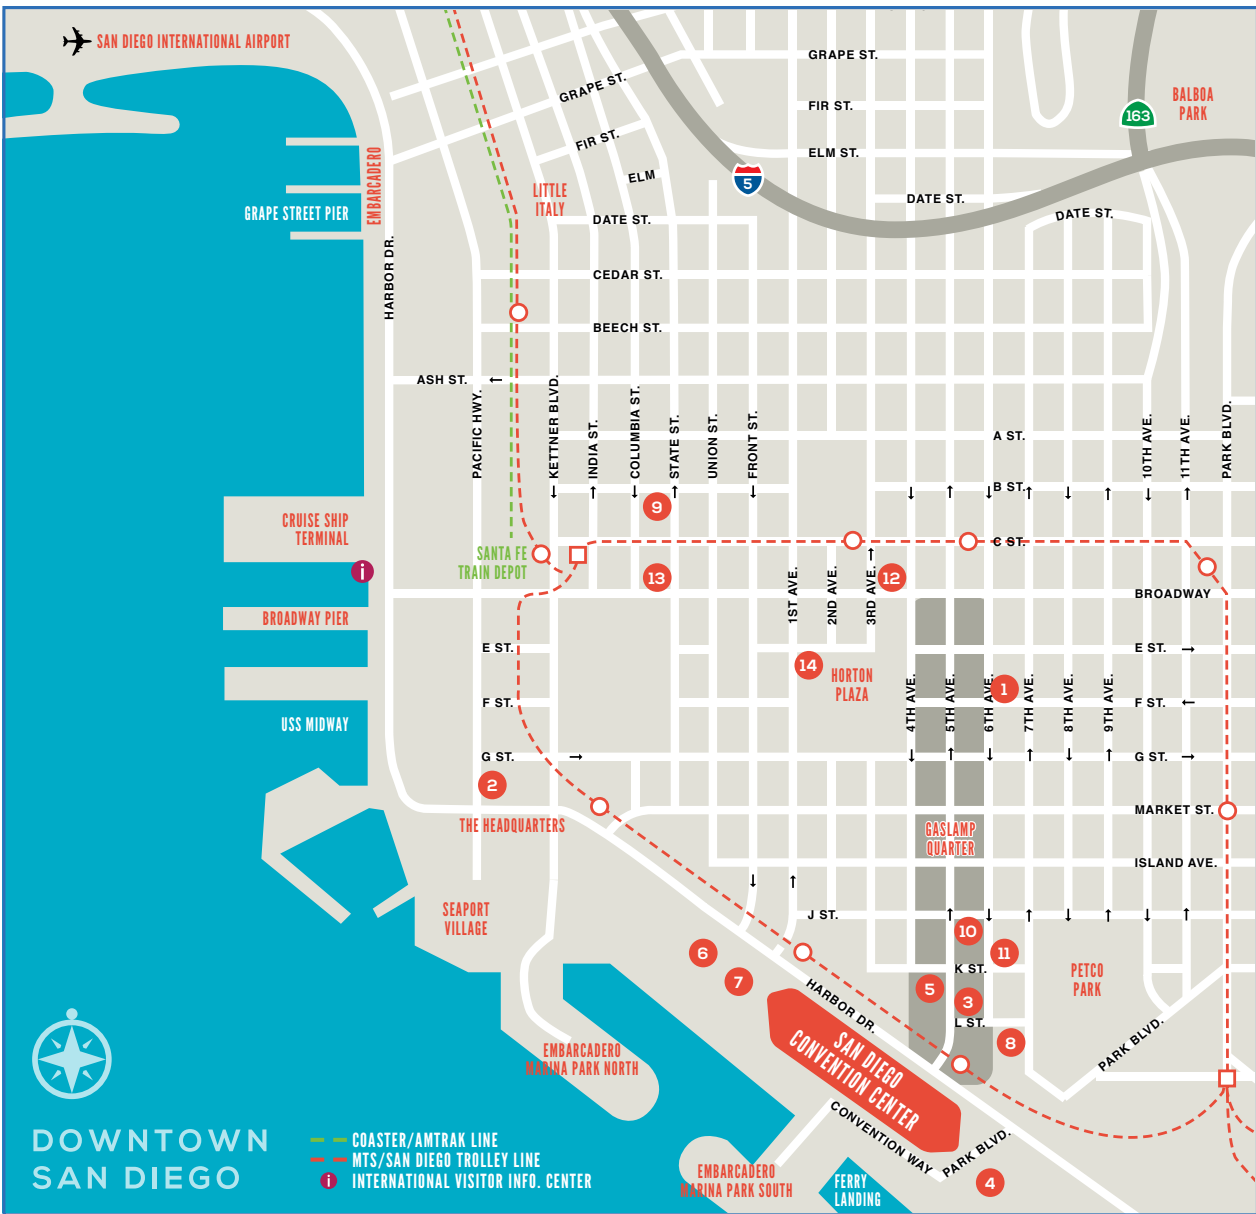 SAN DIEGO INTERNATIONAL AIRPORT
GRAPE ST.
GRAPE ST.
FIR ST.
FIR ST.
ELM ST.
ELM
163
BALBOA
PARK
5
EMBARCADERO
GRAPE STREET PIER
LITTLE
ITALY
DATE ST.
DATE ST.
DATE ST.
HARBOR DR.
CEDAR ST.
BEECH ST.
ASH ST.
PACIFIC HWY.
KETTNER BLVD.
INDIA ST.
COLUMBIA ST.
STATE ST.
UNION ST.
FRONT ST.
A ST.
10TH AVE.
11TH AVE.
PARK BLVD.
B ST.
9
CRUISE SHIP
TERMINAL
i
SANTA FE
TRAIN DEPOT
C ST.
13
1ST AVE.
2ND AVE.
3RD AVE.
12
BROADWAY
BROADWAY PIER
E ST.
E ST.
14
HORTON
PLAZA
4TH AVE.
5TH AVE.
6TH AVE.
1
7TH AVE.
8TH AVE.
9TH AVE.
F ST.
F ST.
USS MIDWAY
G ST.
G ST.
2
THE HEADQUARTERS
MARKET ST.
GASLAMP
QUARTER
ISLAND AVE.
SEAPORT
VILLAGE
J ST.
10
11
6
7
K ST.
PETCO
PARK
5
3
HARBOR DR.
L ST.
8
PARK BLVD.
SAN DIEGO
CONVENTION CENTER
EMBARCADERO
MARINA PARK NORTH
CONVENTION WAY
PARK BLVD.
4
EMBARCADERO
MARINA PARK SOUTH
FERRY
LANDING
DOWNTOWN
SAN DIEGO
COASTER/AMTRAK LINE
MTS/SAN DIEGO TROLLEY LINE
i INTERNATIONAL VISITOR INFO. CENTER